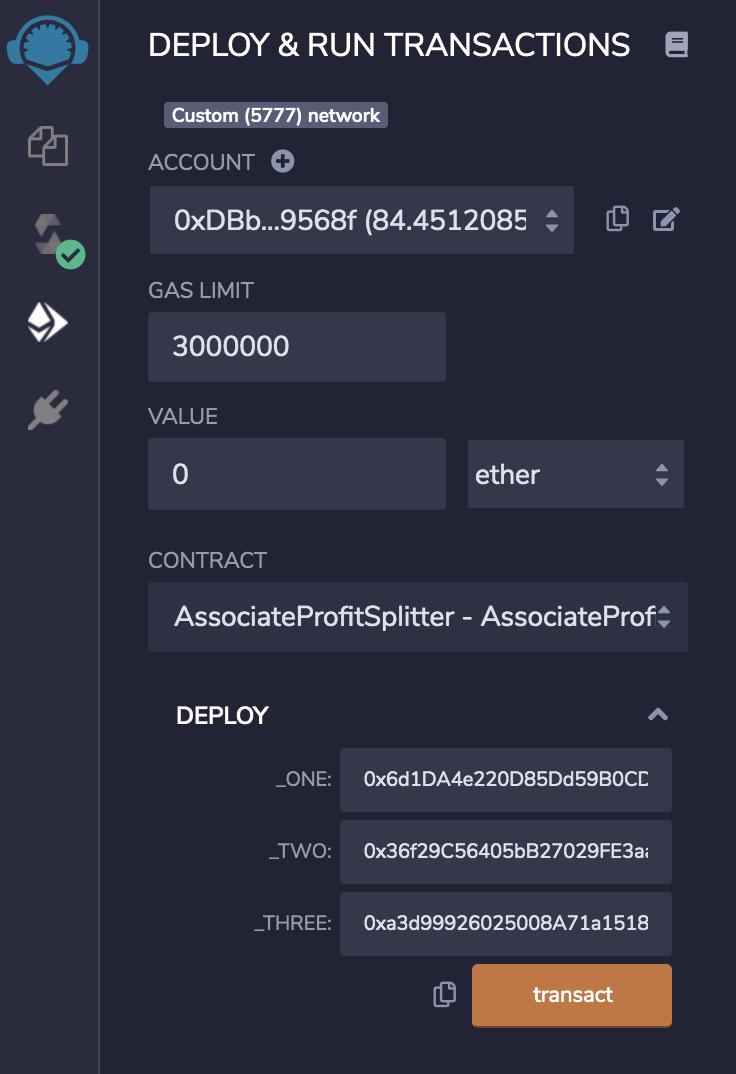 DEPLOY & RUN TRANSACTIONS
Custom (5777) network
ACCOUNT
0xDBb...9568f (84.4512085
GAS LIMIT
3000000
VALUE
0
ether
CONTRACT
AssociateProfitSplitter - AssociateProf
DEPLOY
_ONE: 0x6d1DA4e220D85Dd59B0CD
_TWO: 0x36f29C56405bB27029FE3aa
_THREE: 0xa3d99926025008A71a1518
transact